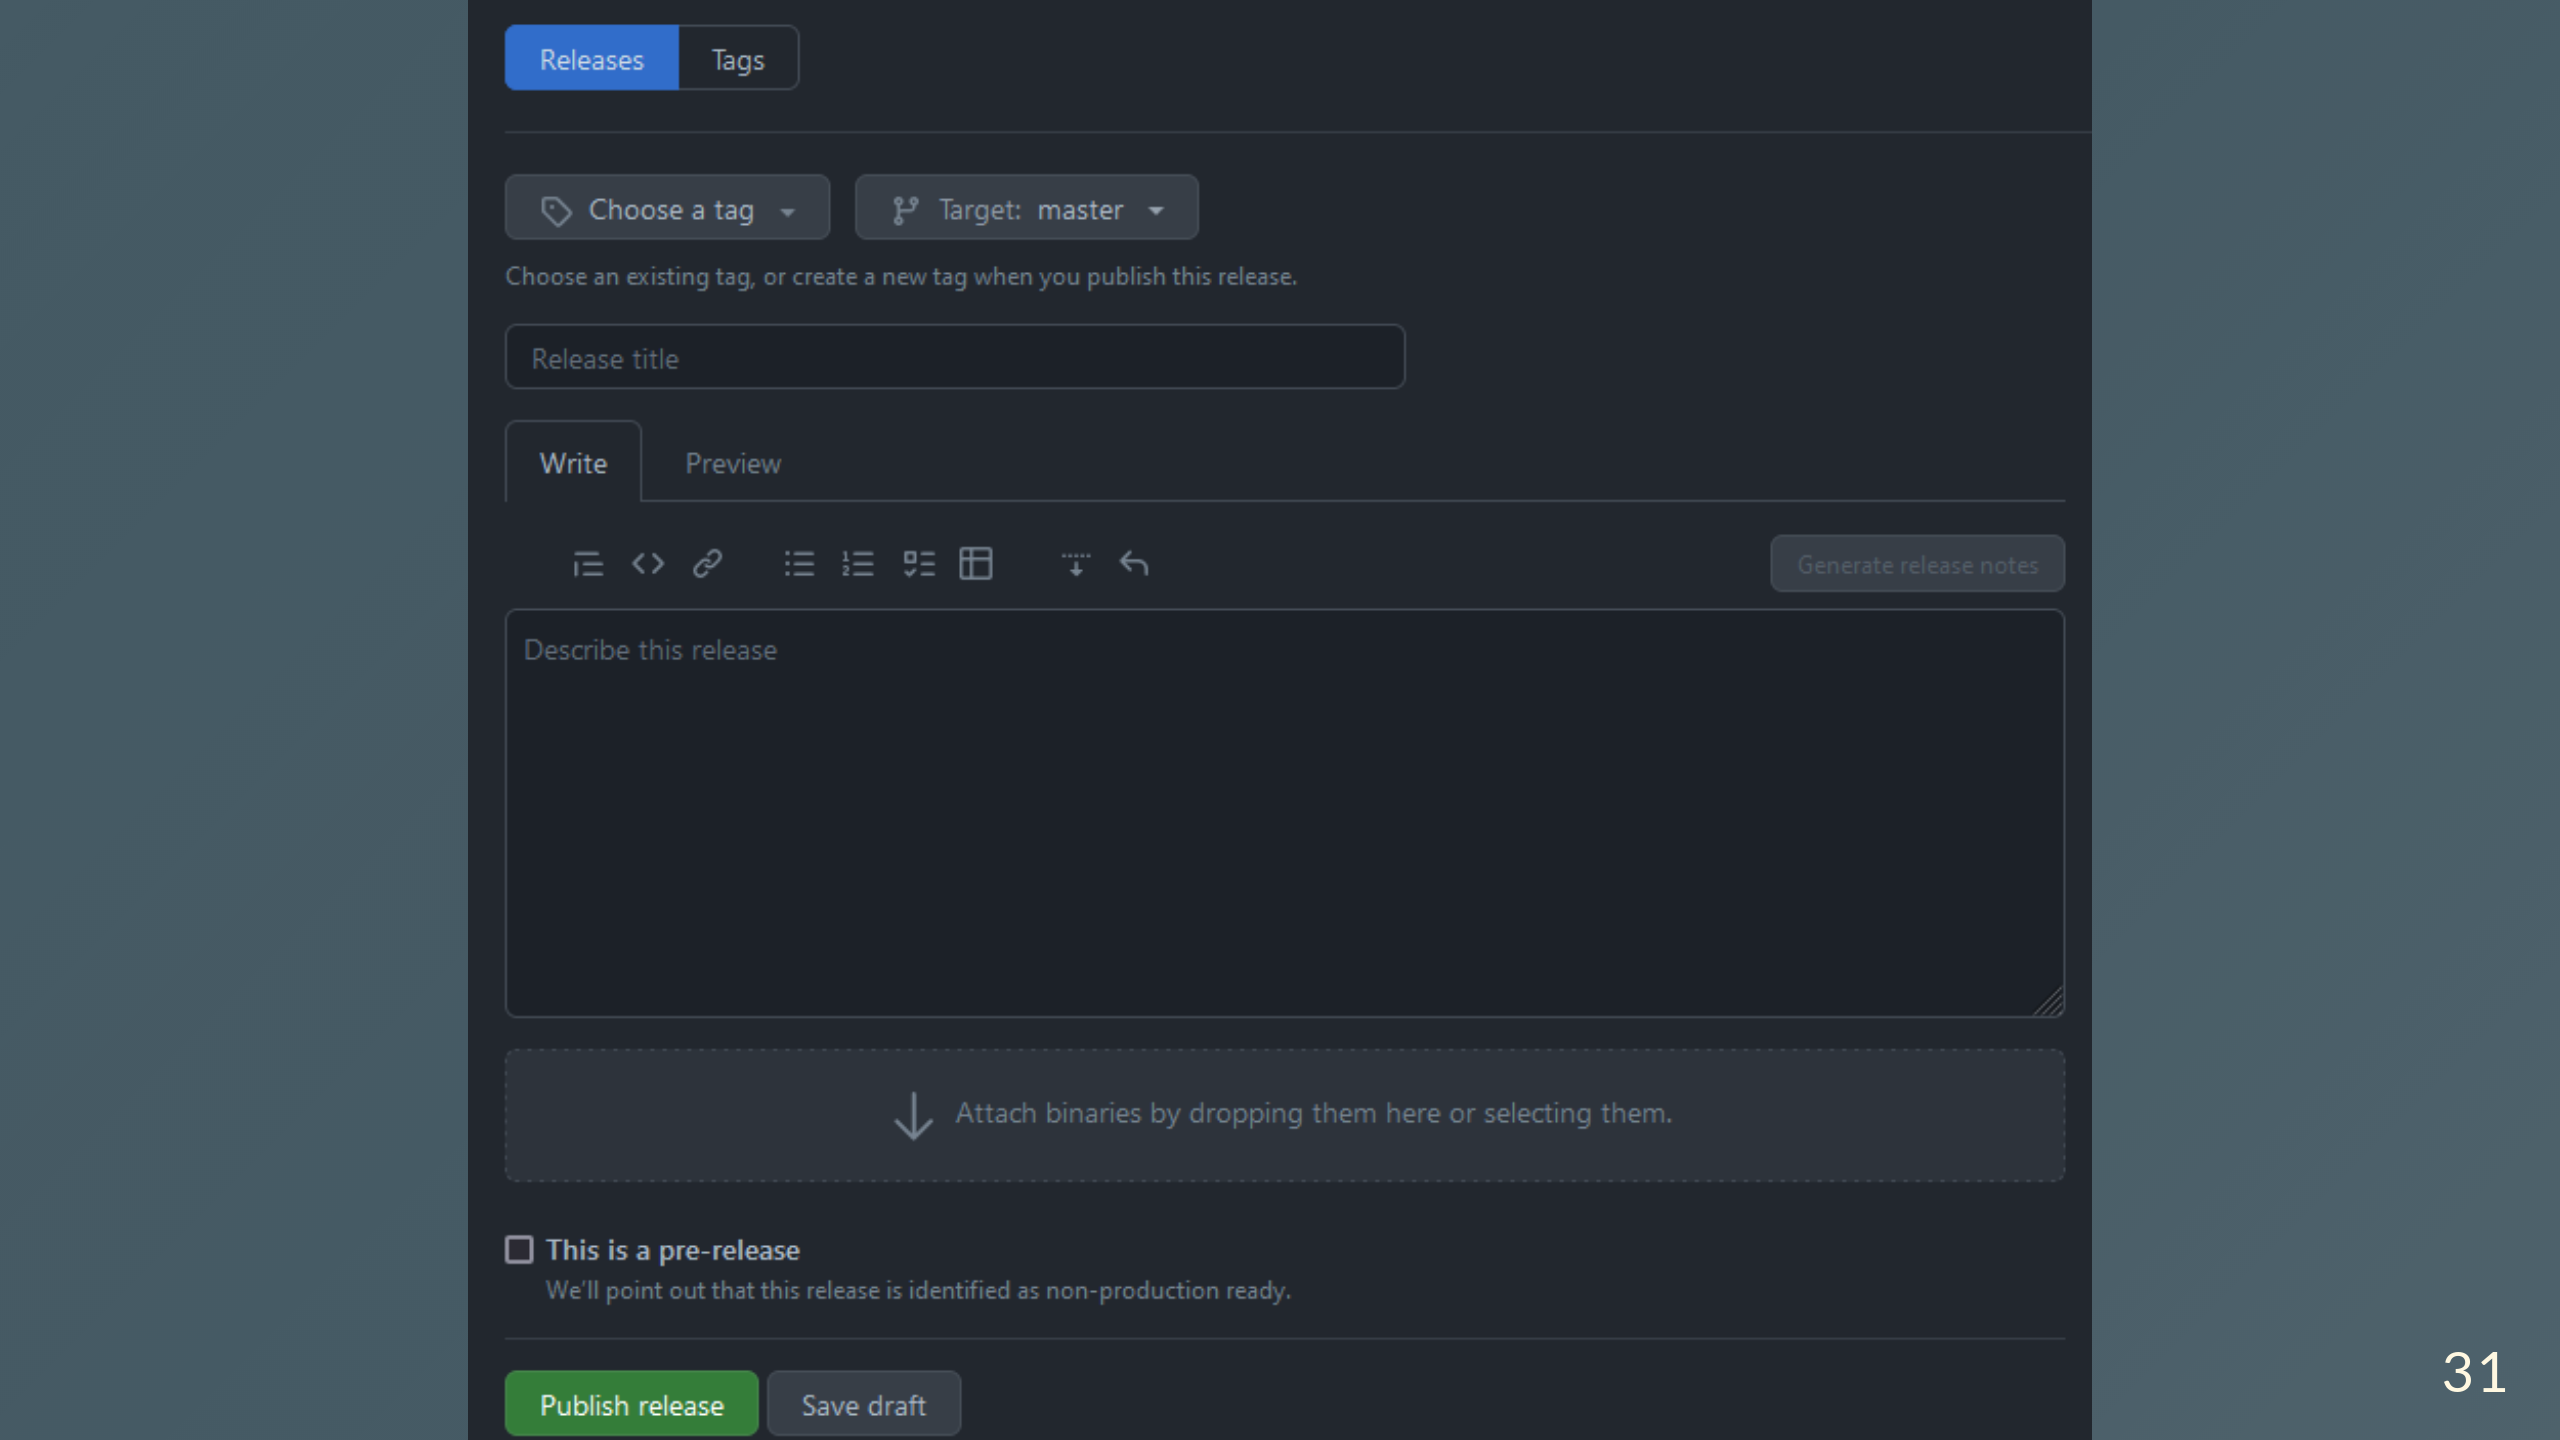 Releases Tags
Choose a tag Target: master
Choose an existing tag, or create a new tag when you publish this release.
Release title
Write Preview
Generate release notes
Describe this release
Attach binaries by dropping them here or selecting them.
This is a pre-release
We'll point out that this release is identified as non-production ready.
Publish release Save draft
31